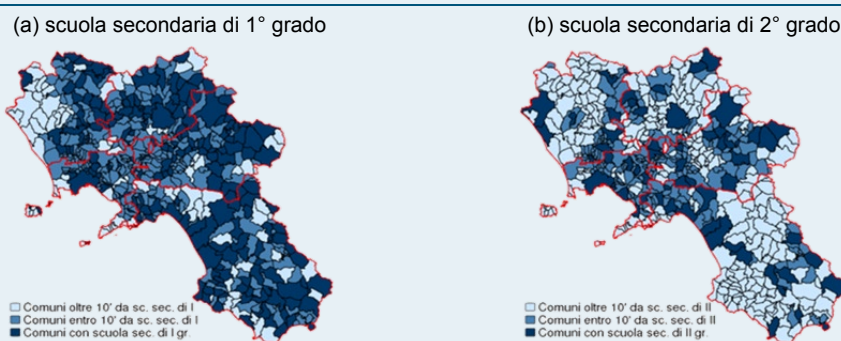 (a) scuola secondaria di 1° grado
(b) scuola secondaria di 2° grado
Comuni oltre 10' da sc. sec. di I
Comuni entro 10' da sc. sec. di I
Comuni con scuola sec. di I gr.
Comuni oltre 10' da sc. sec. di II
Comuni entro 10' da sc. sec. di II
Comuni con scuola sec. di II gr.